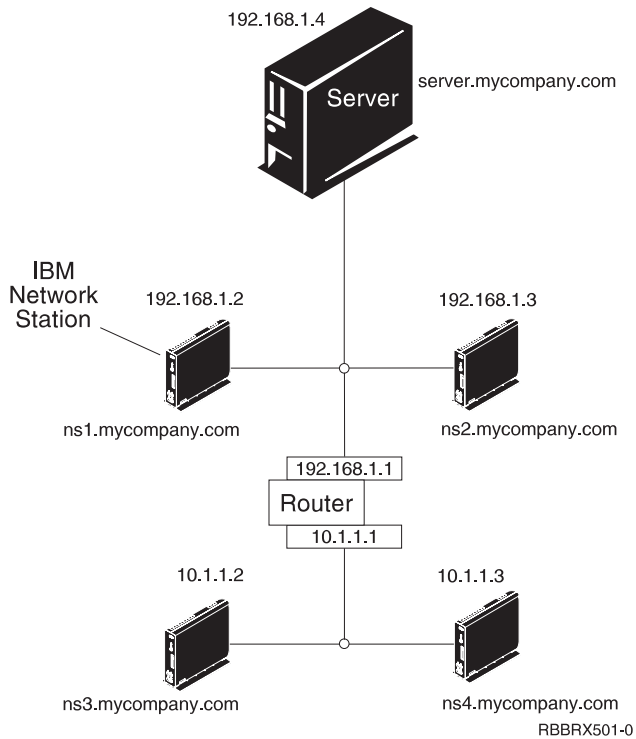 192.168.1.4
Server
server.mycompany.com
IBM
Network
Station
192.168.1.2
192.168.1.3
ns1.mycompany.com
ns2.mycompany.com
192.168.1.1
Router
10.1.1.1
10.1.1.2
10.1.1.3
ns3.mycompany.com
ns4.mycompany.com
RBBRX501-0